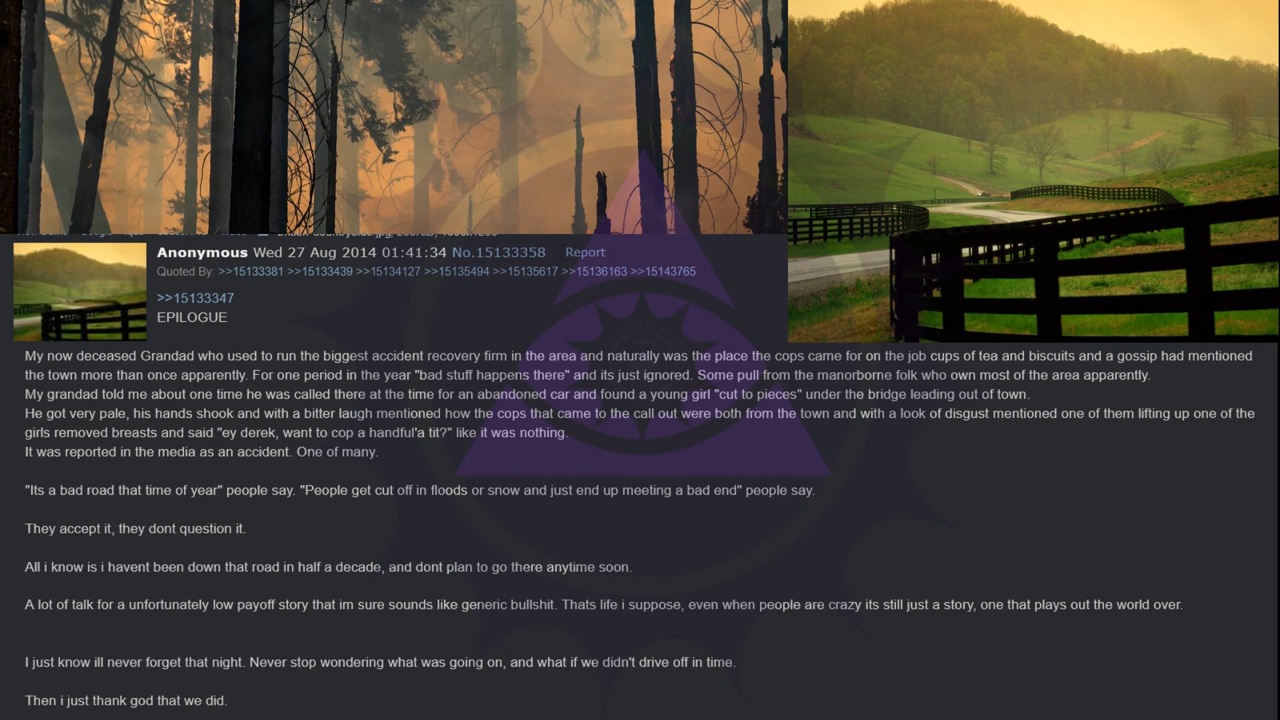 Anonymous Wed 27 Aug 2014 01:41:34 No.15133358 Report
Quoted By: >>15133381 >>15133439 >>15134127 >>15135494 >>15135617 >>15136163 >>15143765
>>15133347
EPILOGUE
My now deceased Grandad who used to run the biggest accident recovery firm in the area and naturally was the place the cops came for on the job cups of tea and biscuits and a gossip had mentioned
the town more than once apparently. For one period in the year "bad stuff happens there" and its just ignored. Some pull from the manorborne folk who own most of the area apparently.
My grandad told me about one time he was called there at the time for an abandoned car and found a young girl "cut to pieces" under the bridge leading out of town.
He got very pale, his hands shook and with a bitter laugh mentioned how the cops that came to the call out were both from the town and with a look of disgust mentioned one of them lifting up one of the
girls removed breasts and said "ey derek, want to cop a handful'a tit?" like it was nothing.
It was reported in the media as an accident. One of many.
"Its a bad road that time of year" people say. "People get cut off in floods or snow and just end up meeting a bad end" people say.
They accept it, they dont question it.
All i know is i havent been down that road in half a decade, and dont plan to go there anytime soon.
A lot of talk for a unfortunately low payoff story that im sure sounds like generic bullshit. Thats life i suppose, even when people are crazy its still just a story, one that plays out the world over.
I just know ill never forget that night. Never stop wondering what was going on, and what if we didn't drive off in time.
Then i just thank god that we did.